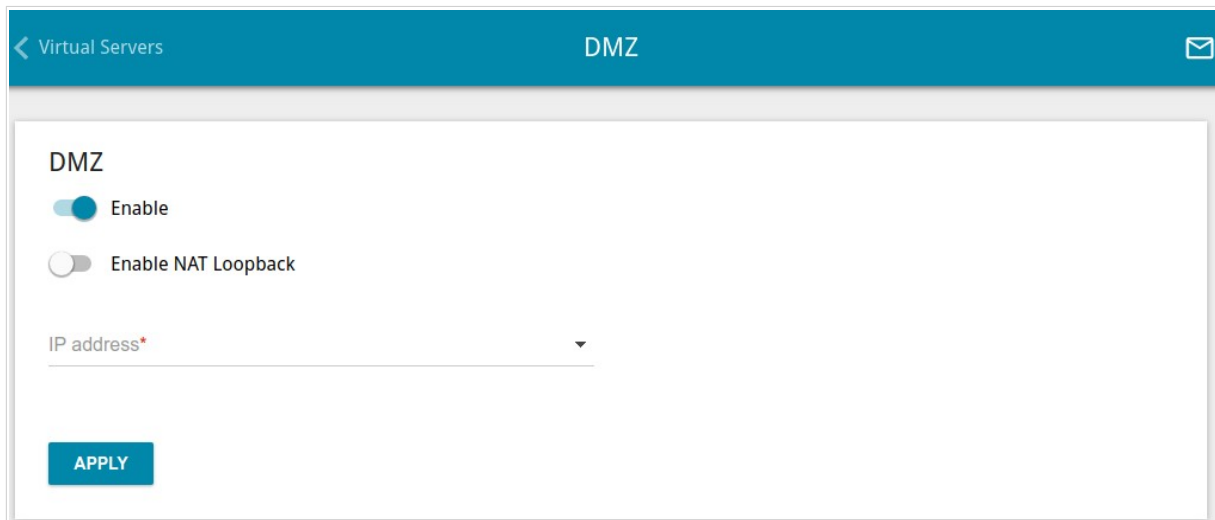 Virtual Servers
DMZ
DMZ
Enable
Enable NAT Loopback
IP address*
APPLY